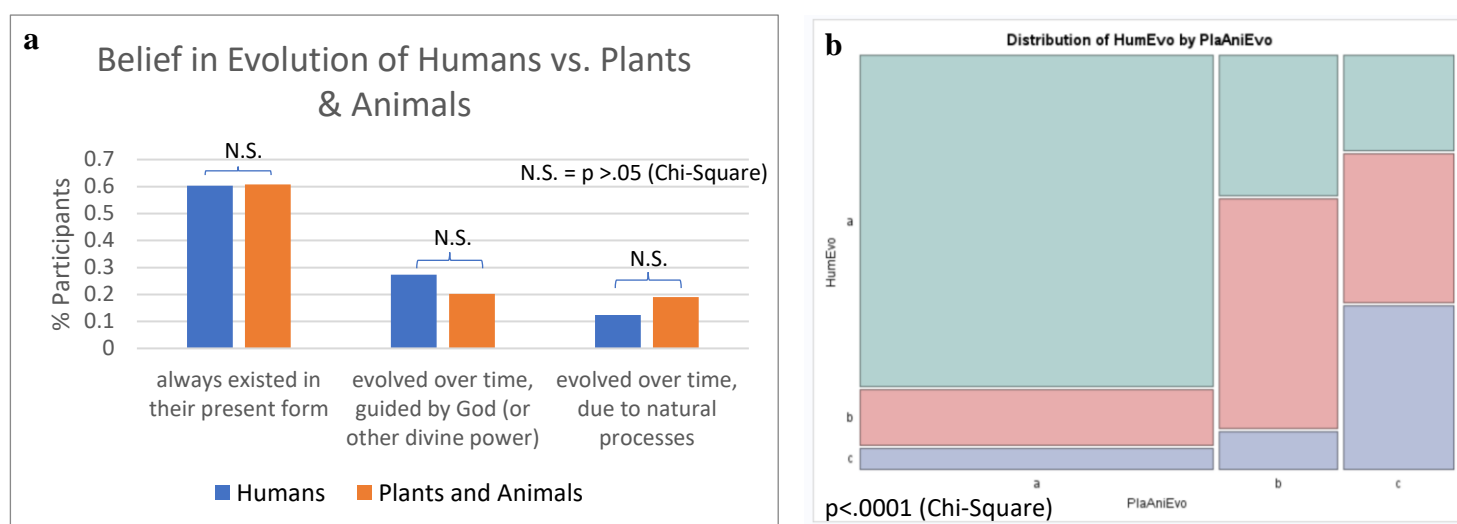 a
Belief in Evolution of Humans vs. Plants
& Animals
N.S.
N.S. = p >.05 (Chi-Square)
N.S.
N.S.
% Participants
0.7
0.6
0.5
0.4
0.3
0.2
0.1
0
always existed in
their present form
evolved over time,
guided by God (or
other divine power)
evolved over time,
due to natural
processes
Humans
Plants and Animals
b
Distribution of HumEvo by PlaAniEvo
HumEvo
a
b
c
a
b
c
PlaAniEvo
p<.0001 (Chi-Square)